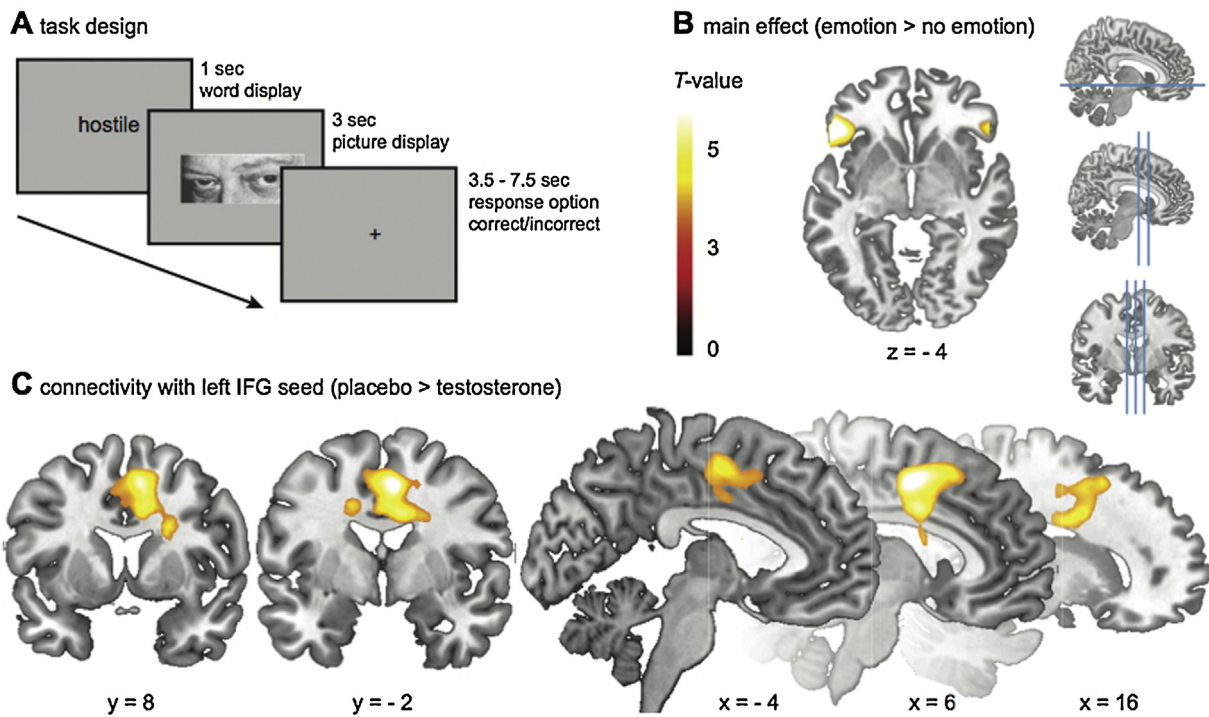 A task design
1 sec
word display
hostile
3 sec
picture display
3.5 - 7.5 sec
response option
correct/incorrect
+
B main effect (emotion > no emotion)
T-value
5
3
0
z = - 4
C connectivity with left IFG seed (placebo > testosterone)
y = 8
y = - 2
x = - 4
x = 6
x = 16